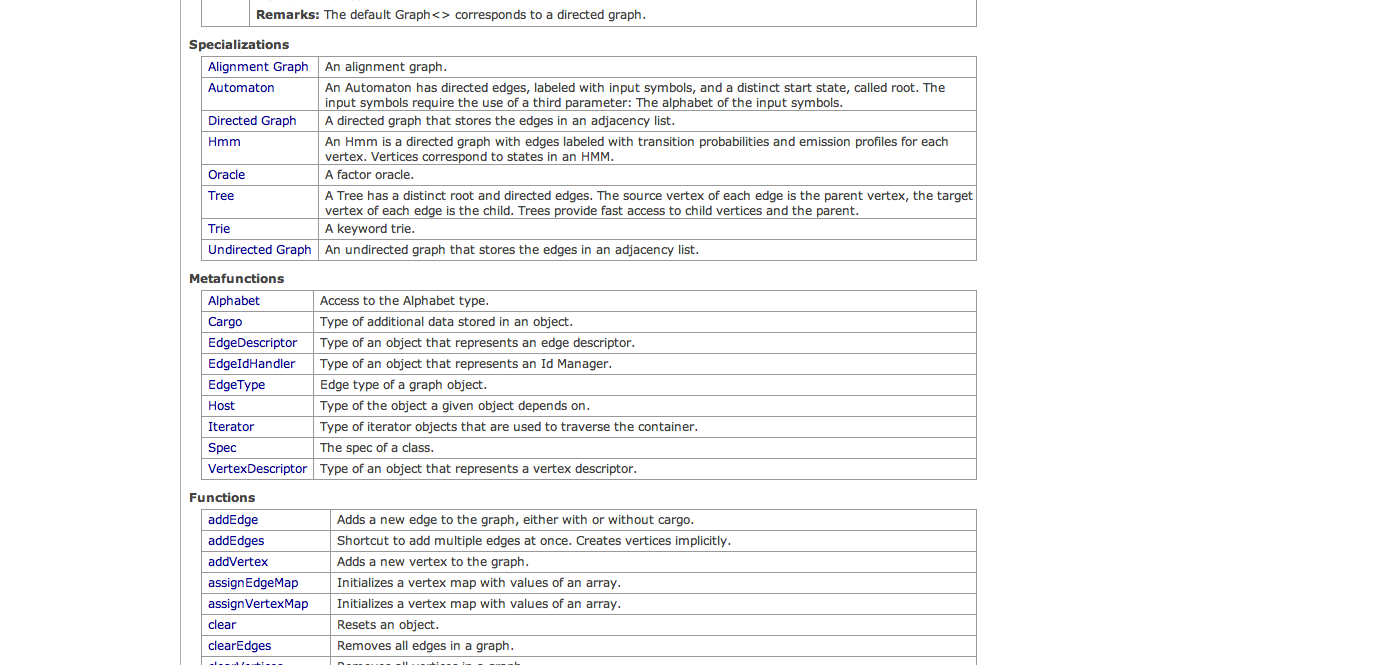 Remarks: The default Graph<> corresponds to a directed graph.
Specializations
Alignment Graph An alignment graph.
Automaton An Automaton has directed edges, labeled with input symbols, and a distinct start state, called root. The
input symbols require the use of a third parameter: The alphabet of the input symbols.
Directed Graph A directed graph that stores the edges in an adjacency list.
Hmm An Hmm is a directed graph with edges labeled with transition probabilities and emission profiles for each
vertex. Vertices correspond to states in an HMM.
Oracle A factor oracle.
Tree A Tree has a distinct root and directed edges. The source vertex of each edge is the parent vertex, the target
vertex of each edge is the child. Trees provide fast access to child vertices and the parent.
Trie A keyword trie.
Undirected Graph An undirected graph that stores the edges in an adjacency list.
Metafunctions
Alphabet Access to the Alphabet type.
Cargo Type of additional data stored in an object.
EdgeDescriptor Type of an object that represents an edge descriptor.
EdgeIdHandler Type of an object that represents an Id Manager.
EdgeType Edge type of a graph object.
Host Type of the object a given object depends on.
Iterator Type of iterator objects that are used to traverse the container.
Spec The spec of a class.
VertexDescriptor Type of an object that represents a vertex descriptor.
Functions
addEdge Adds a new edge to the graph, either with or without cargo.
addEdges Shortcut to add multiple edges at once. Creates vertices implicitly.
addVertex Adds a new vertex to the graph.
assignEdgeMap Initializes a vertex map with values of an array.
assignVertexMap Initializes a vertex map with values of an array.
clear Resets an object.
clearEdges Removes all edges in a graph.
clearVertices Removes all vertices in a graph.